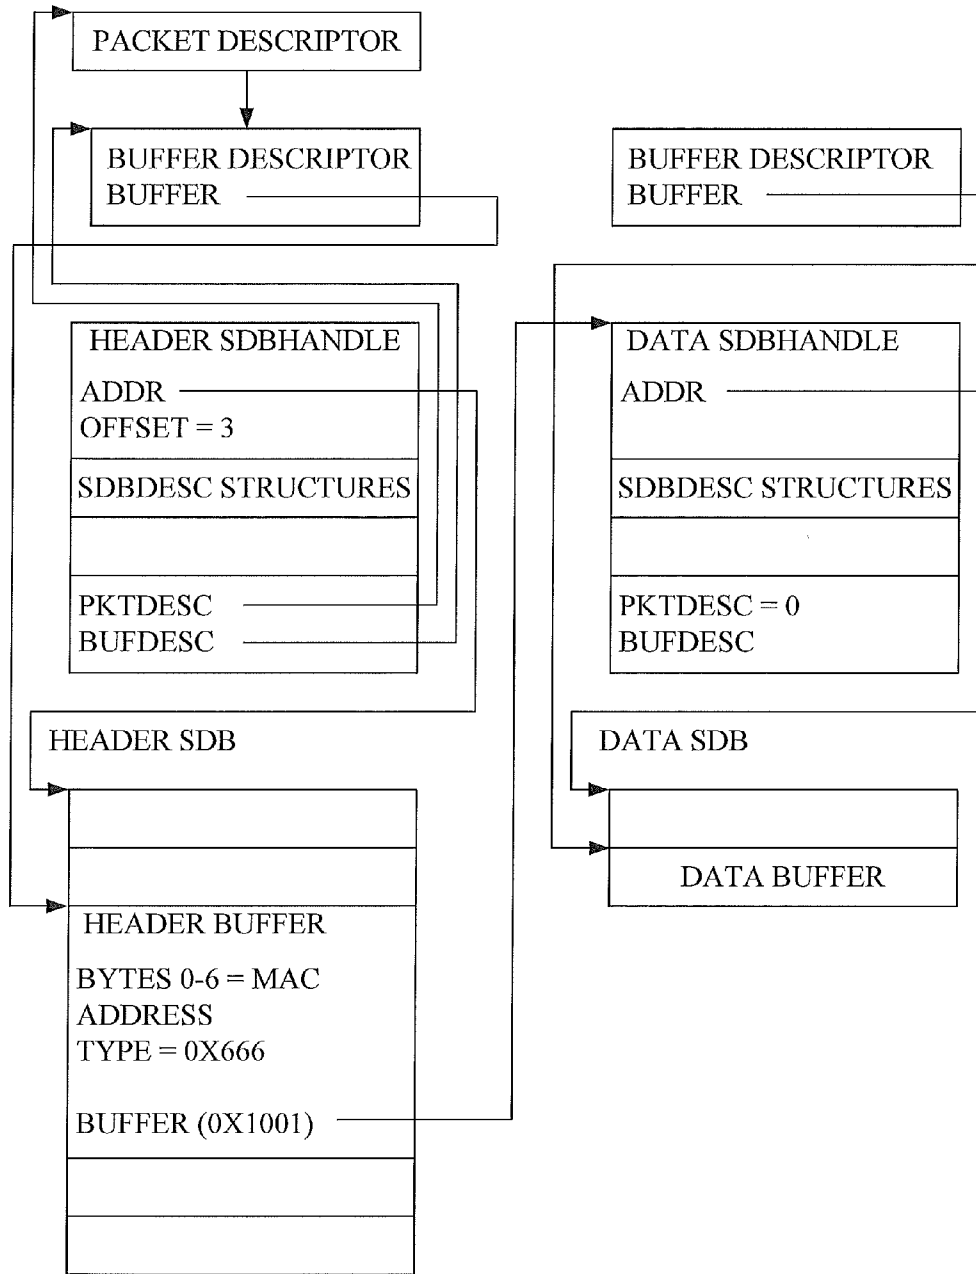 PACKET DESCRIPTOR
BUFFER DESCRIPTOR
BUFFER
BUFFER DESCRIPTOR
BUFFER
HEADER SDBHANDLE
ADDR
OFFSET = 3
SDBDESC STRUCTURES
PKTDESC
BUFDESC
DATA SDBHANDLE
ADDR
SDBDESC STRUCTURES
PKTDESC = 0
BUFDESC
HEADER SDB
HEADER BUFFER
BYTES 0-6 = MAC
ADDRESS
TYPE = 0X666
BUFFER (0X1001)
DATA SDB
DATA BUFFER